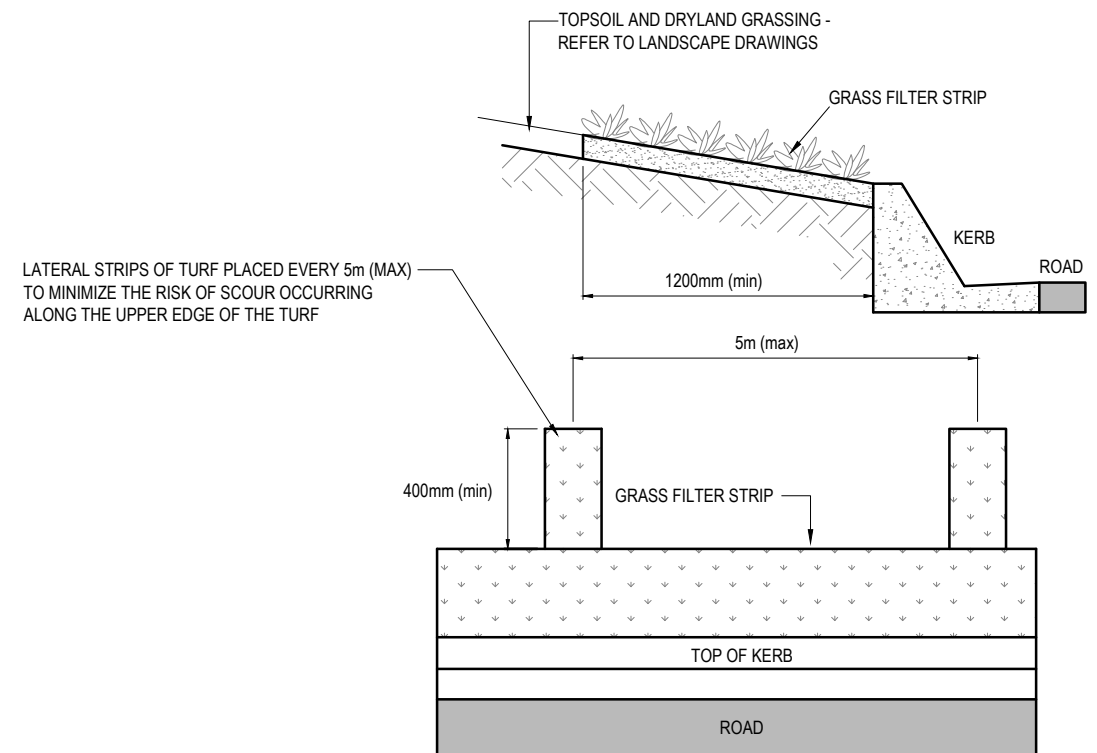 TOPSOIL AND DRYLAND GRASSING -
REFER TO LANDSCAPE DRAWINGS
GRASS FILTER STRIP
KERB
ROAD
1200mm (min)
LATERAL STRIPS OF TURF PLACED EVERY 5m (MAX)
TO MINIMIZE THE RISK OF SCOUR OCCURRING
ALONG THE UPPER EDGE OF THE TURF
5m (max)
400mm (min)
GRASS FILTER STRIP
TOP OF KERB
ROAD